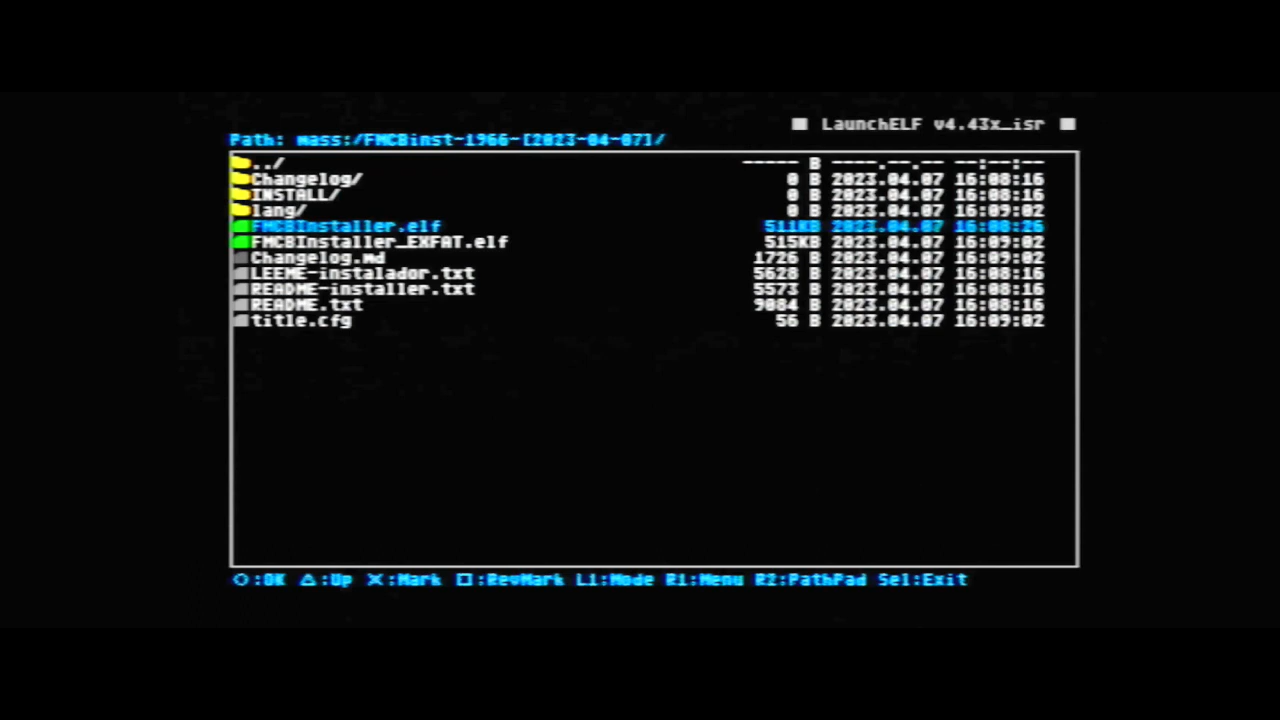 LaunchELF v4.43x_isr
Path: mass:/FMCBinst-1966-[2023-04-07]/
../ ----- B ----.--.-- --:--:--
Changelog/ 0 B 2023.04.07 16:08:16
INSTALL/ 0 B 2023.04.07 16:08:16
lang/ 0 B 2023.04.07 16:09:02
FMCBInstaller.elf 511KB 2023.04.07 16:08:26
FMCBInstaller_EXFAT.elf 515KB 2023.04.07 16:09:02
Changelog.md 1726 B 2023.04.07 16:09:02
LEEME-instalador.txt 5628 B 2023.04.07 16:08:16
README-installer.txt 5573 B 2023.04.07 16:08:16
README.txt 9084 B 2023.04.07 16:08:16
title.cfg 56 B 2023.04.07 16:09:02
○:OK △:Up ✕:Mark □:RevMark L1:Mode R1:Menu R2:PathPad Sel:Exit